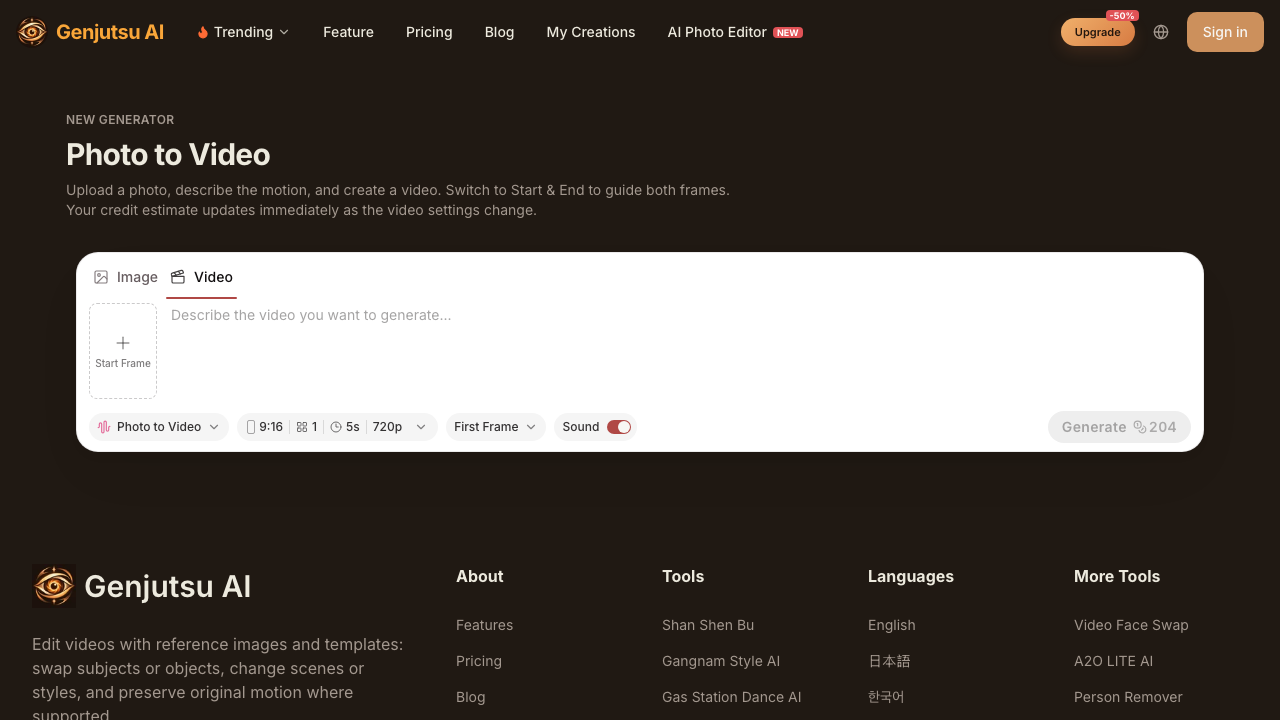 Genjutsu AI
Trending
Feature
Pricing
Blog
My Creations
AI Photo Editor NEW
Upgrade
-50%
Sign in
NEW GENERATOR
Photo to Video
Upload a photo, describe the motion, and create a video. Switch to Start & End to guide both frames.
Your credit estimate updates immediately as the video settings change.
Image
Video
Start Frame
Describe the video you want to generate...
Photo to Video
9:16
1
5s
720p
First Frame
Sound
Generate 204
Genjutsu AI
Edit videos with reference images and templates:
swap subjects or objects, change scenes or
styles, and preserve original motion where
supported.
About
Features
Pricing
Blog
Tools
Shan Shen Bu
Gangnam Style AI
Gas Station Dance AI
Languages
English
日本語
한국어
More Tools
Video Face Swap
A2O LITE AI
Person Remover